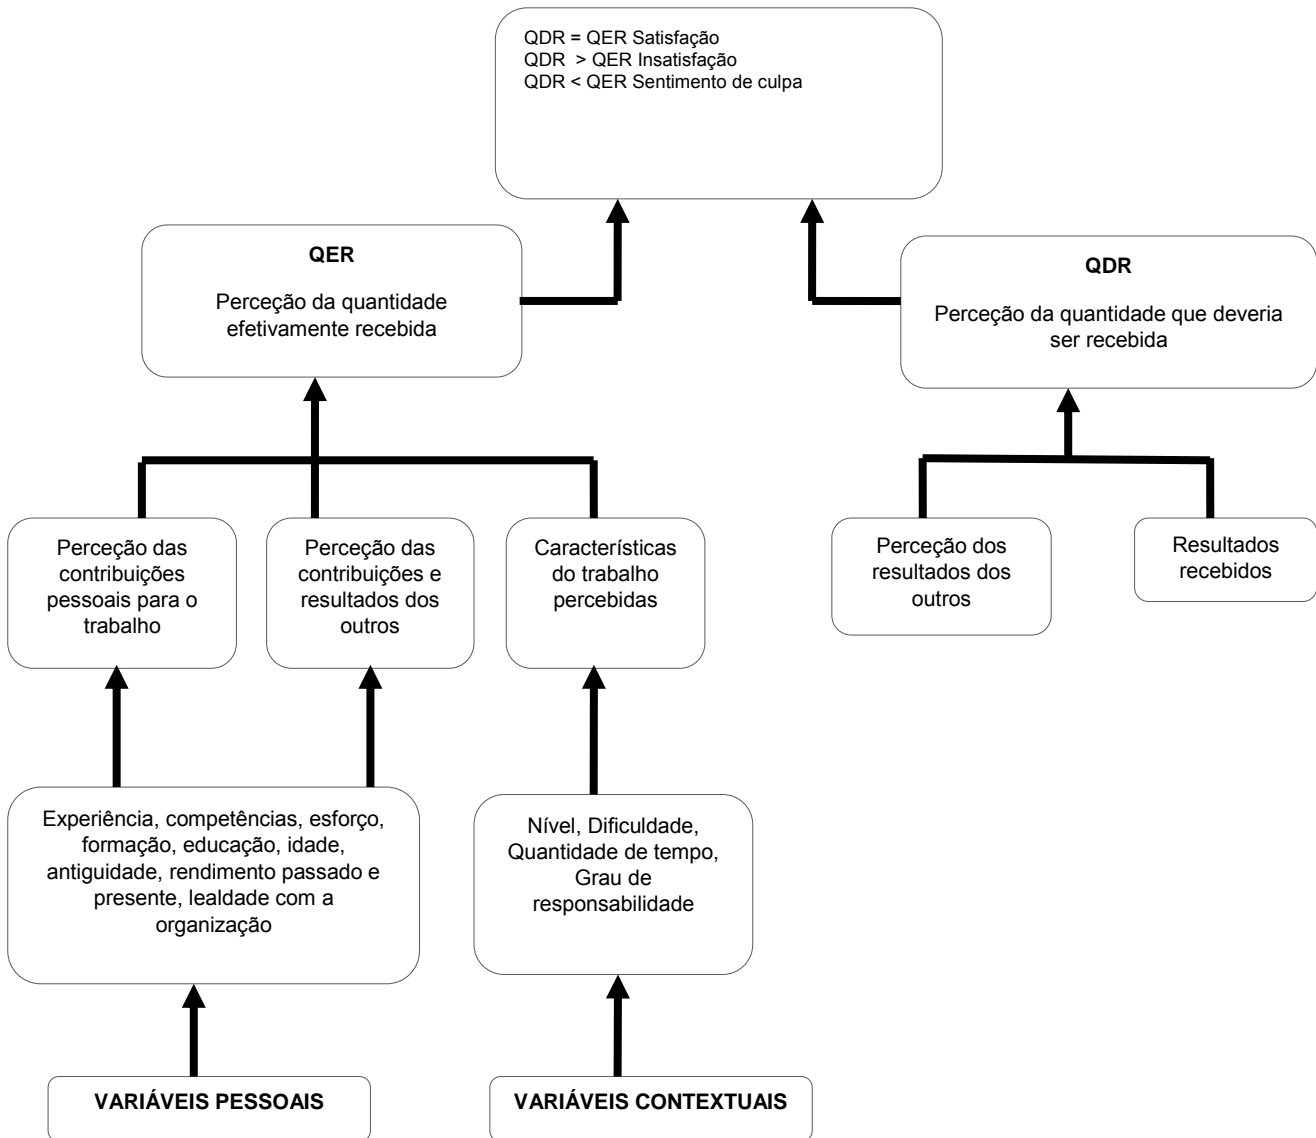 QDR = QER Satisfação
QDR > QER Insatisfação
QDR < QER Sentimento de culpa
QER
Perceção da quantidade
efetivamente recebida
QDR
Perceção da quantidade que deveria
ser recebida
Perceção das
contribuições
pessoais para o
trabalho
Perceção das
contribuições e
resultados dos
outros
Características
do trabalho
percebidas
Perceção dos
resultados dos
outros
Resultados
recebidos
Experiência, competências, esforço,
formação, educação, idade,
antiguidade, rendimento passado e
presente, lealdade com a
organização
Nível, Dificuldade,
Quantidade de tempo,
Grau de
responsabilidade
VARIÁVEIS PESSOAIS
VARIÁVEIS CONTEXTUAIS